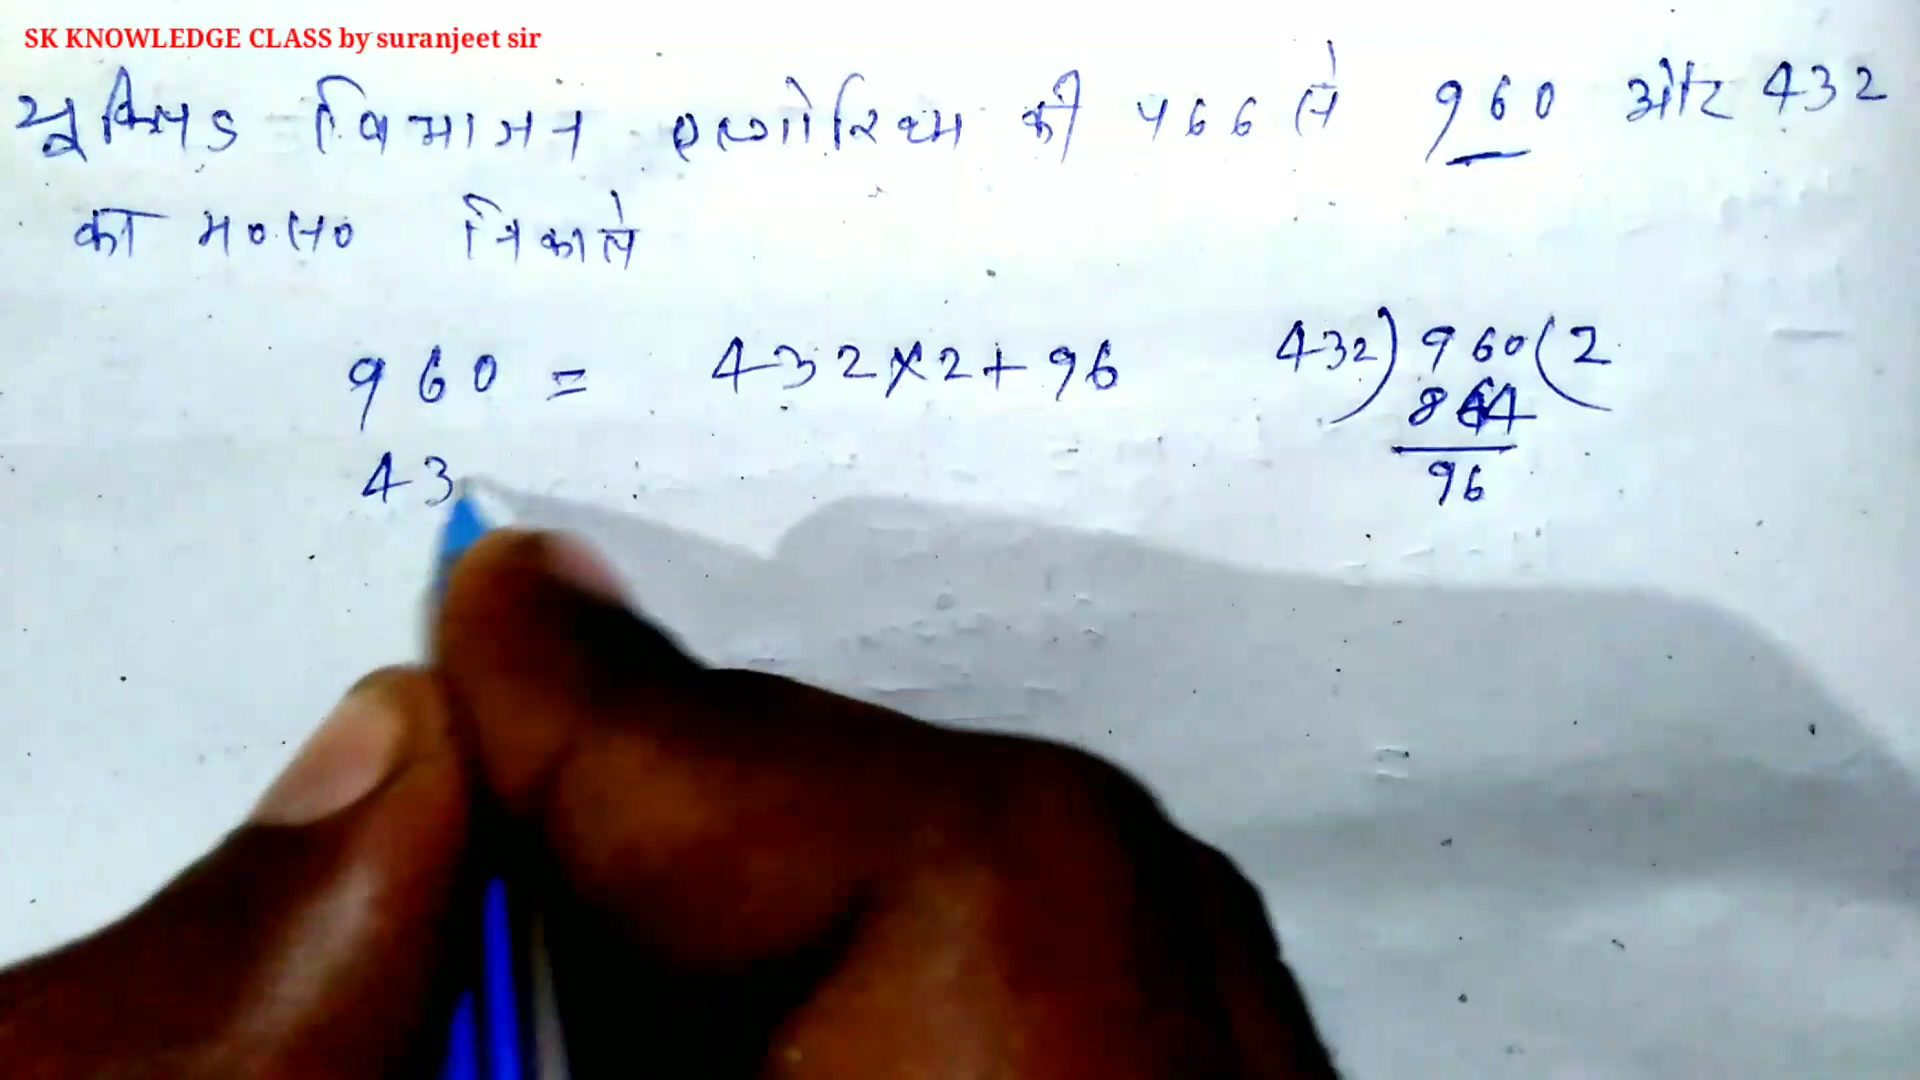 SK KNOWLEDGE CLASS by suranjeet sir
यूक्लिड विभाजन एल्गोरिथ्म की मदद से 960 और 432
का म०स० निकाले
960 = 432×2+96
432)960(2
864
96
43